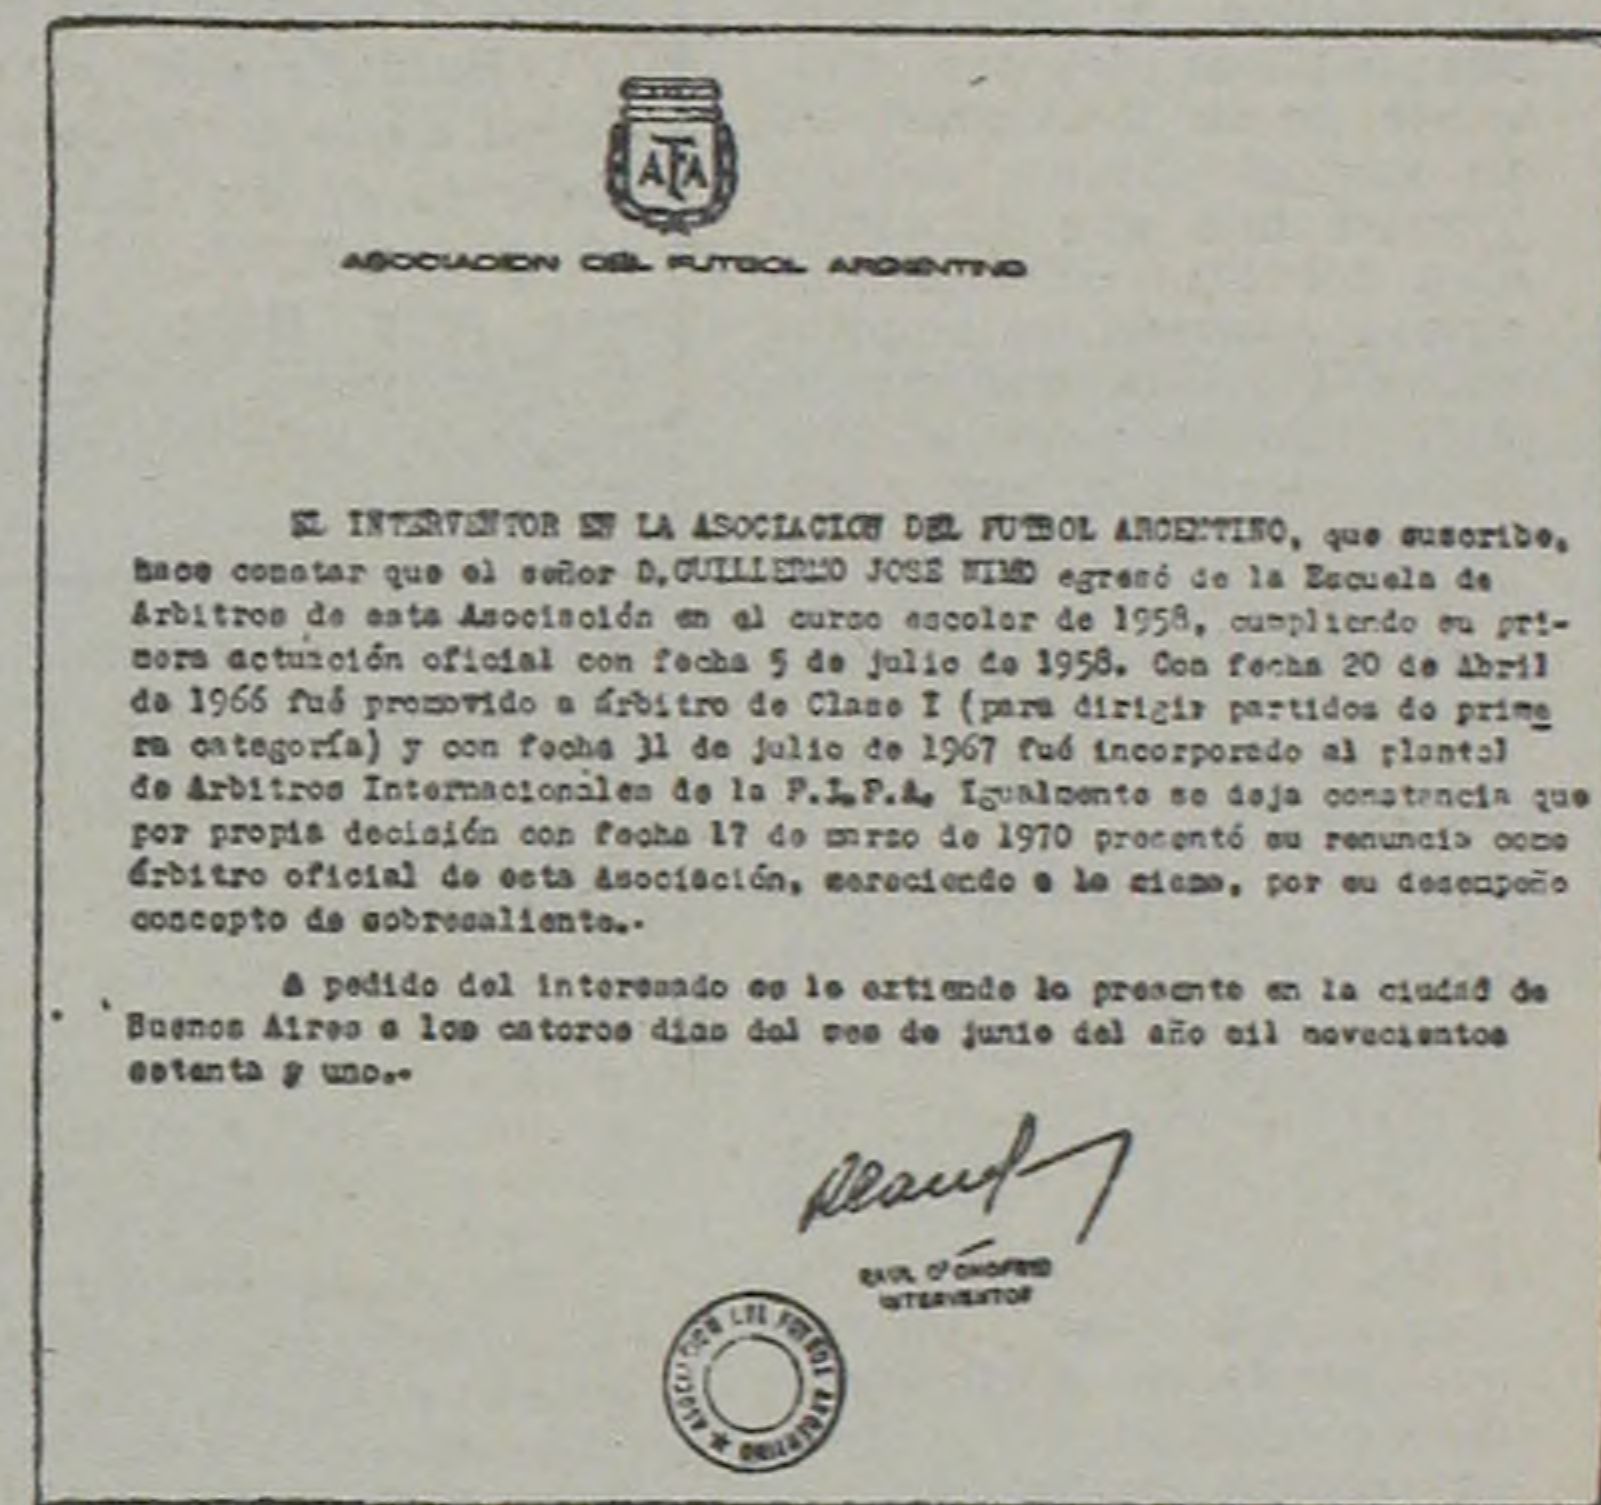 AFA
ASOCIACION DEL FUTBOL ARGENTINO
EL INTERVENTOR EN LA ASOCIACION DEL FUTBOL ARGENTINO, que suscribe,
hace constar que el señor D.GUILLERMO JOSÉ NIMO egresó de la Escuela de
Arbitros de esta Asociación en el curso escolar de 1958, cumpliendo su pri-
mera actuación oficial con fecha 5 de julio de 1958. Con fecha 20 de Abril
de 1966 fué promovido a árbitro de Clase I (para dirigir partidos de prime
ra categoría) y con fecha 31 de julio de 1967 fué incorporado al plantel
de Arbitros Internacionales de la F.I.F.A. Igualmente se deja constancia que
por propia decisión con fecha 17 de marzo de 1970 presentó su renuncia como
árbitro oficial de esta Asociación, mereciendo a la misma, por su desempeño
concepto de sobresaliente.-
A pedido del interesado se le extiende la presente en la ciudad de
Buenos Aires a los catorce días del mes de junio del año mil novecientos
setenta y uno.-
RAUL D'ONOFRIO
INTERVENTOR
ASOCIACION DEL FUTBOL ARGENTINO